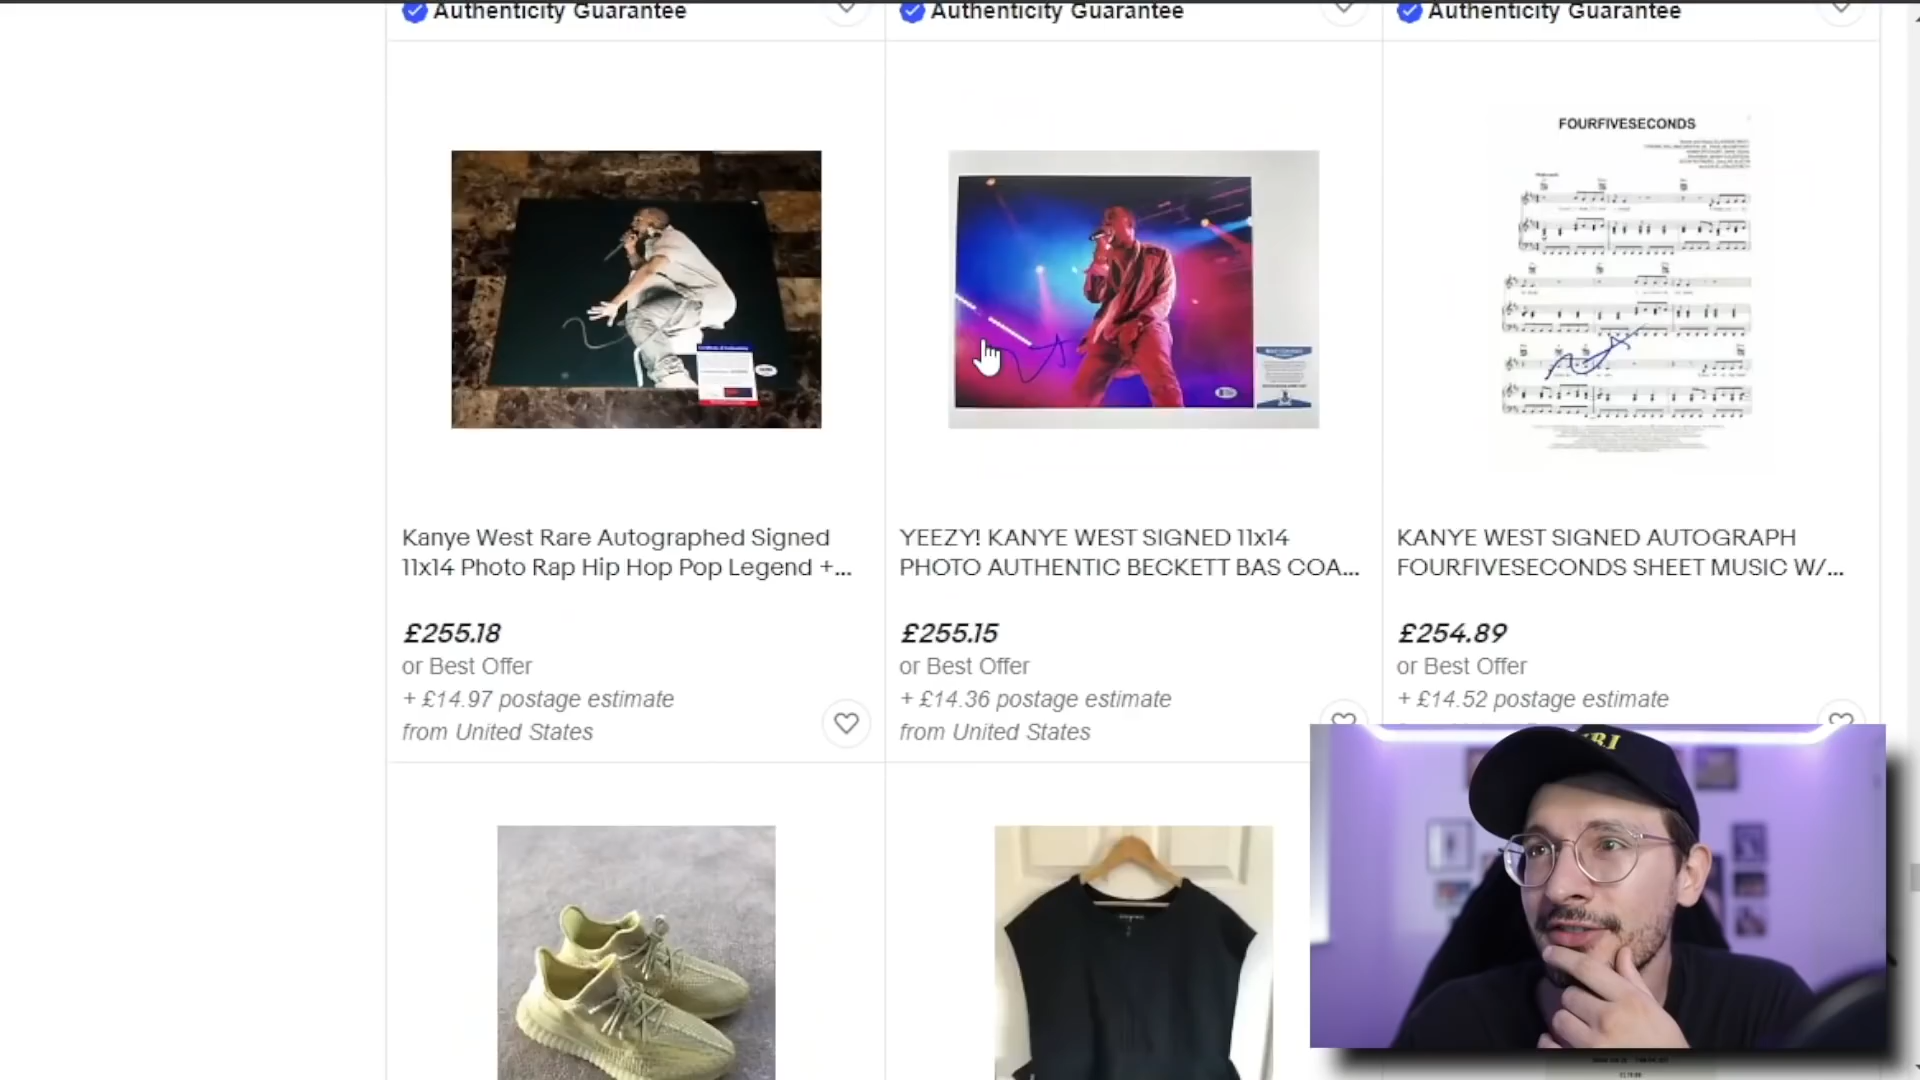 Authenticity Guarantee
Authenticity Guarantee
Authenticity Guarantee
FOURFIVESECONDS
Kanye West Rare Autographed Signed
11x14 Photo Rap Hip Hop Pop Legend +...
£255.18
or Best Offer
+ £14.97 postage estimate
from United States
YEEZY! KANYE WEST SIGNED 11x14
PHOTO AUTHENTIC BECKETT BAS COA...
£255.15
or Best Offer
+ £14.36 postage estimate
from United States
KANYE WEST SIGNED AUTOGRAPH
FOURFIVESECONDS SHEET MUSIC W/...
£254.89
or Best Offer
+ £14.52 postage estimate